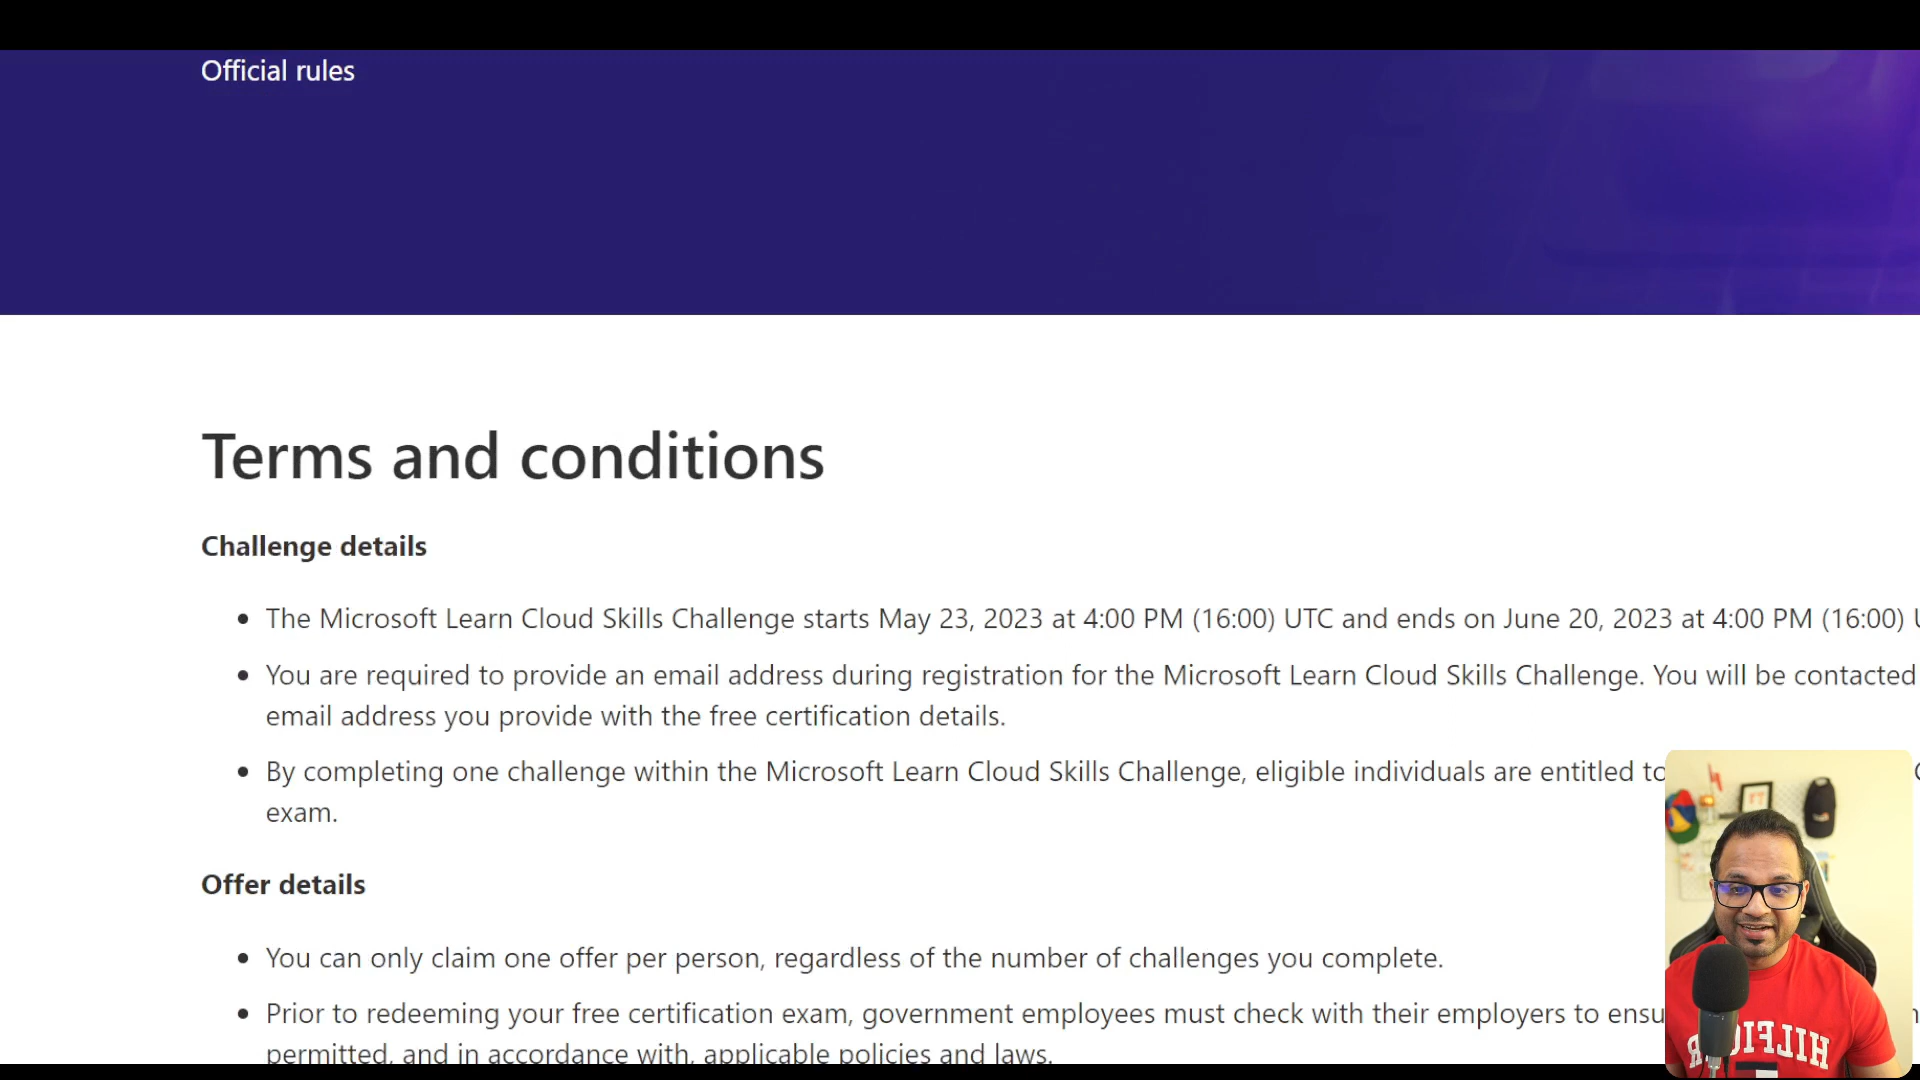 Official rules
Terms and conditions
Challenge details
The Microsoft Learn Cloud Skills Challenge starts May 23, 2023 at 4:00 PM (16:00) UTC and ends on June 20, 2023 at 4:00 PM (16:00)
You are required to provide an email address during registration for the Microsoft Learn Cloud Skills Challenge. You will be contacted
email address you provide with the free certification details.
By completing one challenge within the Microsoft Learn Cloud Skills Challenge, eligible individuals are entitled to
exam.
Offer details
You can only claim one offer per person, regardless of the number of challenges you complete.
Prior to redeeming your free certification exam, government employees must check with their employers to
permitted, and in accordance with, applicable policies and laws.